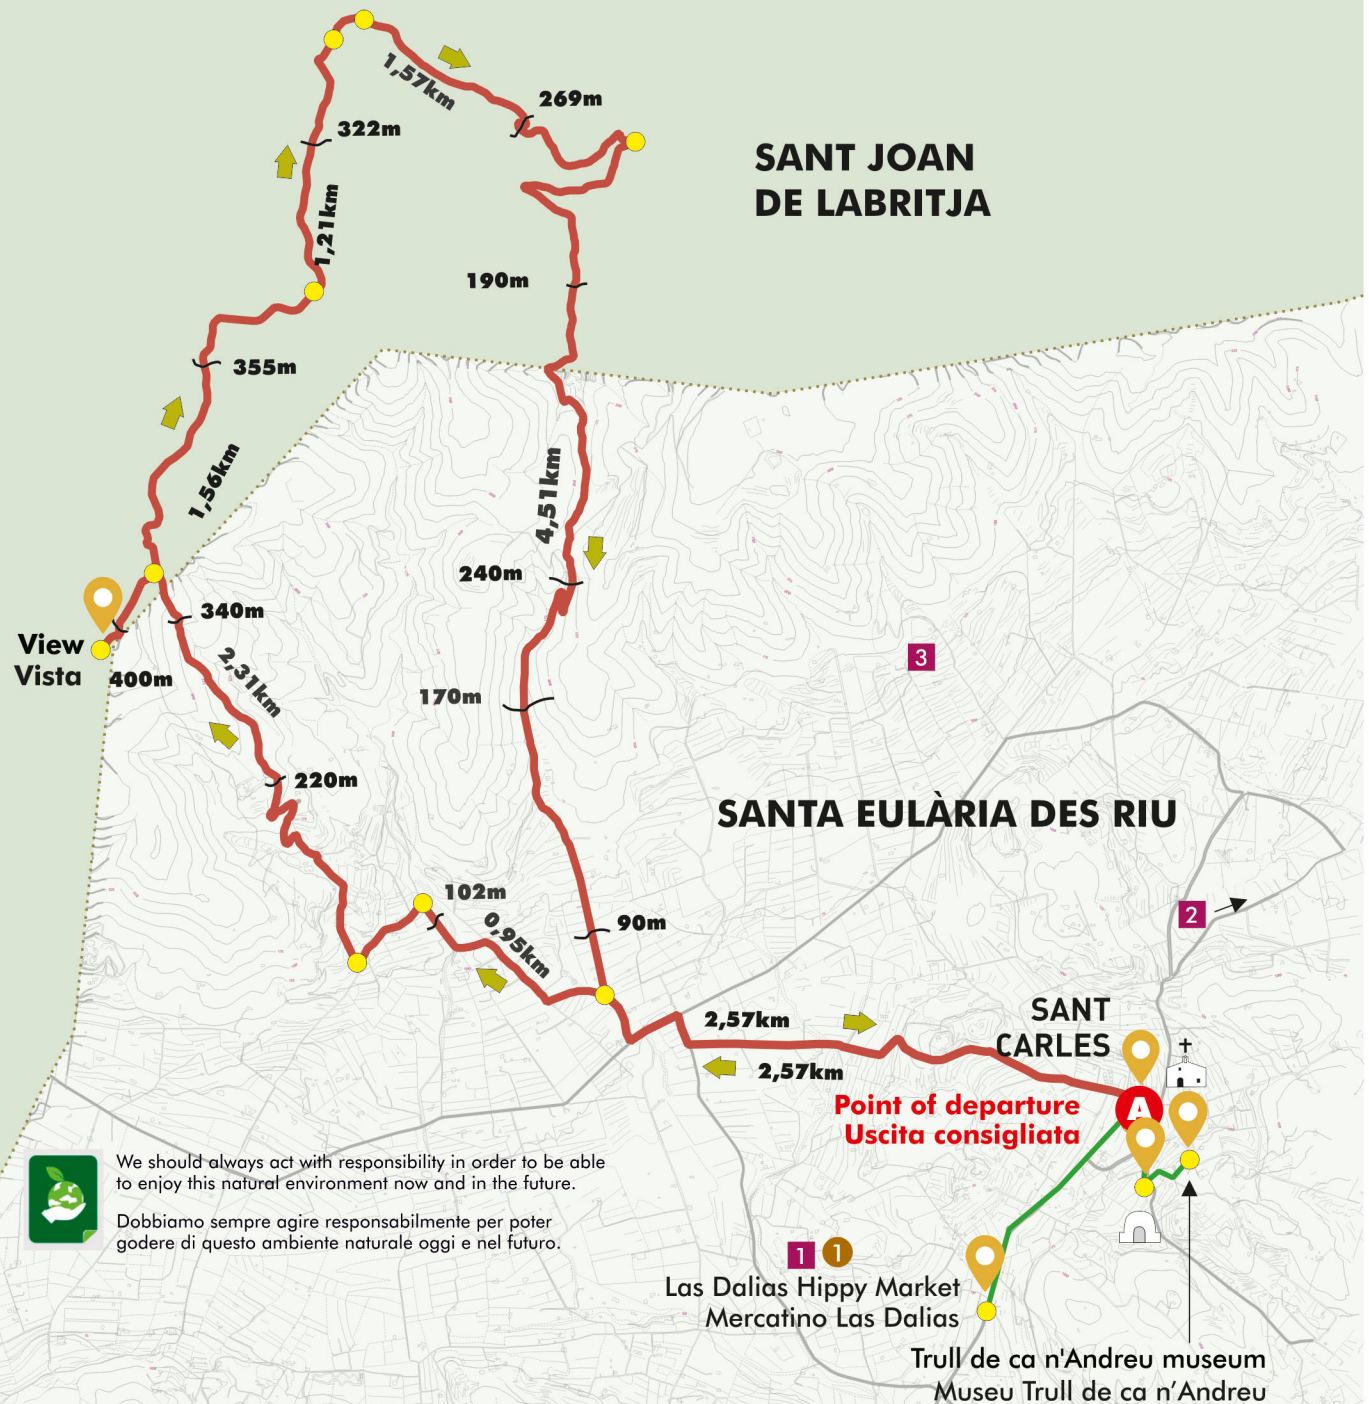 1,57km
269m
322m
SANT JOAN
DE LABRITJA
1,21km
190m
355m
1,56km
4,51km
240m
340m
View
Vista
400m
2,31km
170m
3
220m
SANTA EULÀRIA DES RIU
102m
0,95km
90m
2
SANT
CARLES
2,57km
2,57km
Point of departure
Uscita consigliata
A
We should always act with responsibility in order to be able
to enjoy this natural environment now and in the future.
Dobbiamo sempre agire responsabilmente per poter
godere di questo ambiente naturale oggi e nel futuro.
1 1
Las Dalias Hippy Market
Mercatino Las Dalias
Trull de ca n'Andreu museum
Museu Trull de ca n’Andreu